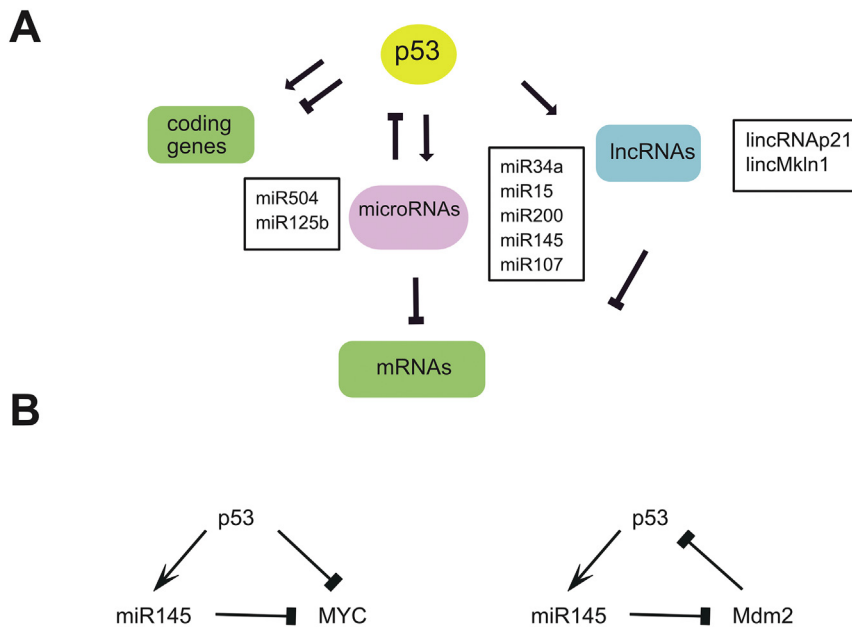 A
p53
coding
genes
lncRNAs
lincRNAp21
lincMkln1
miR504
miR125b
microRNAs
miR34a
miR15
miR200
miR145
miR107
mRNAs
B
p53
miR145
MYC
p53
miR145
Mdm2